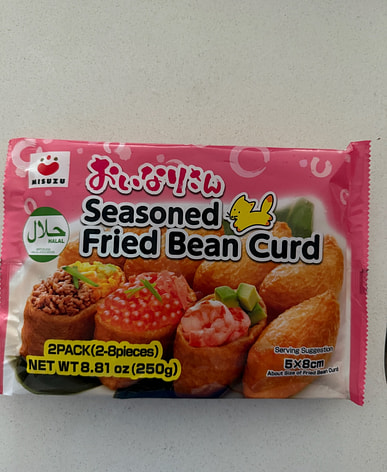 MISUZU
おいなりさん
Seasoned
Fried Bean Curd
حلال
HALAL
2PACK(2-8pieces)
NET WT 8.81 oz (250g)
Serving Suggestion
5×8cm
About Size of Fried Bean Curd